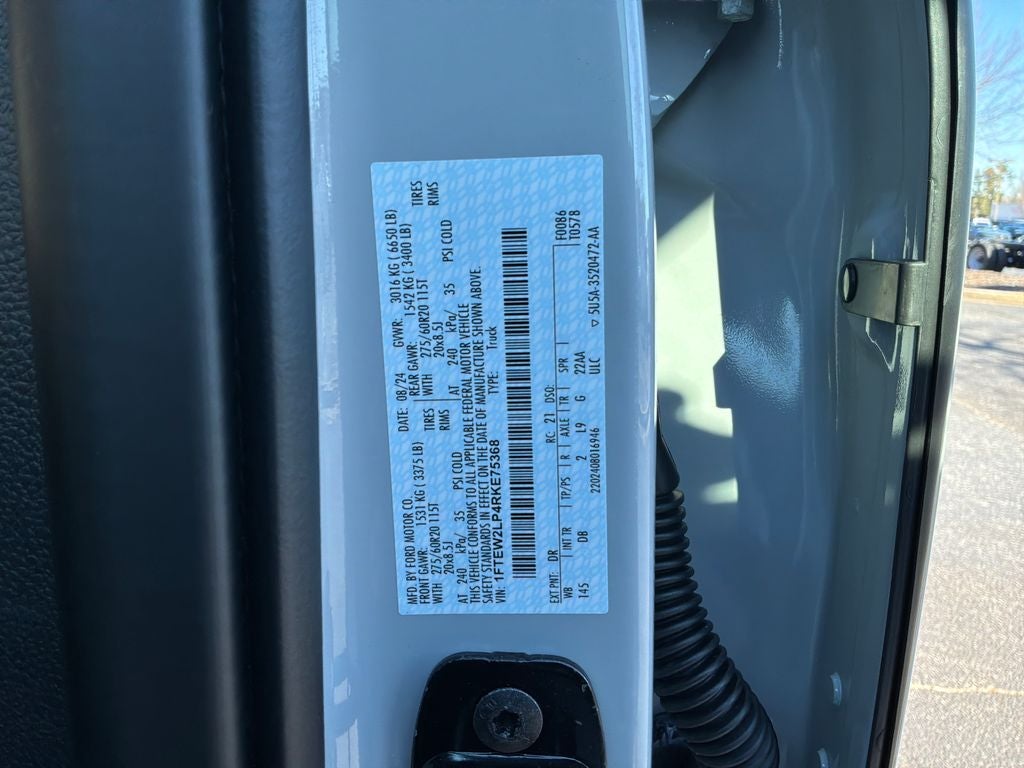 MFD. BY FORD MOTOR CO.
DATE: 08/24 GVWR: 3016 KG ( 6650 LB)
FRONT GAWR: 1531 KG ( 3375 LB) REAR GAWR: 1542 KG ( 3400 LB)
WITH 275/60R20 115T TIRES WITH 275/60R20 115T TIRES
20x8.5J RIMS 20x8.5J RIMS
AT 240 kPa/ 35 PSI COLD AT 240 kPa/ 35 PSI COLD
THIS VEHICLE CONFORMS TO ALL APPLICABLE FEDERAL MOTOR VEHICLE
SAFETY STANDARDS IN EFFECT ON THE DATE OF MANUFACTURE SHOWN ABOVE.
VIN: 1FTEW2LP4RKE75368 TYPE: Truck
EXT PNT: DR RC: 21 DSO: F0086
WB INT TR TP/PS R AXLE TR SPR T0578
145 DB 2 L9 G 22AA
2202408016946 ULC 5U5A-3520472-AA